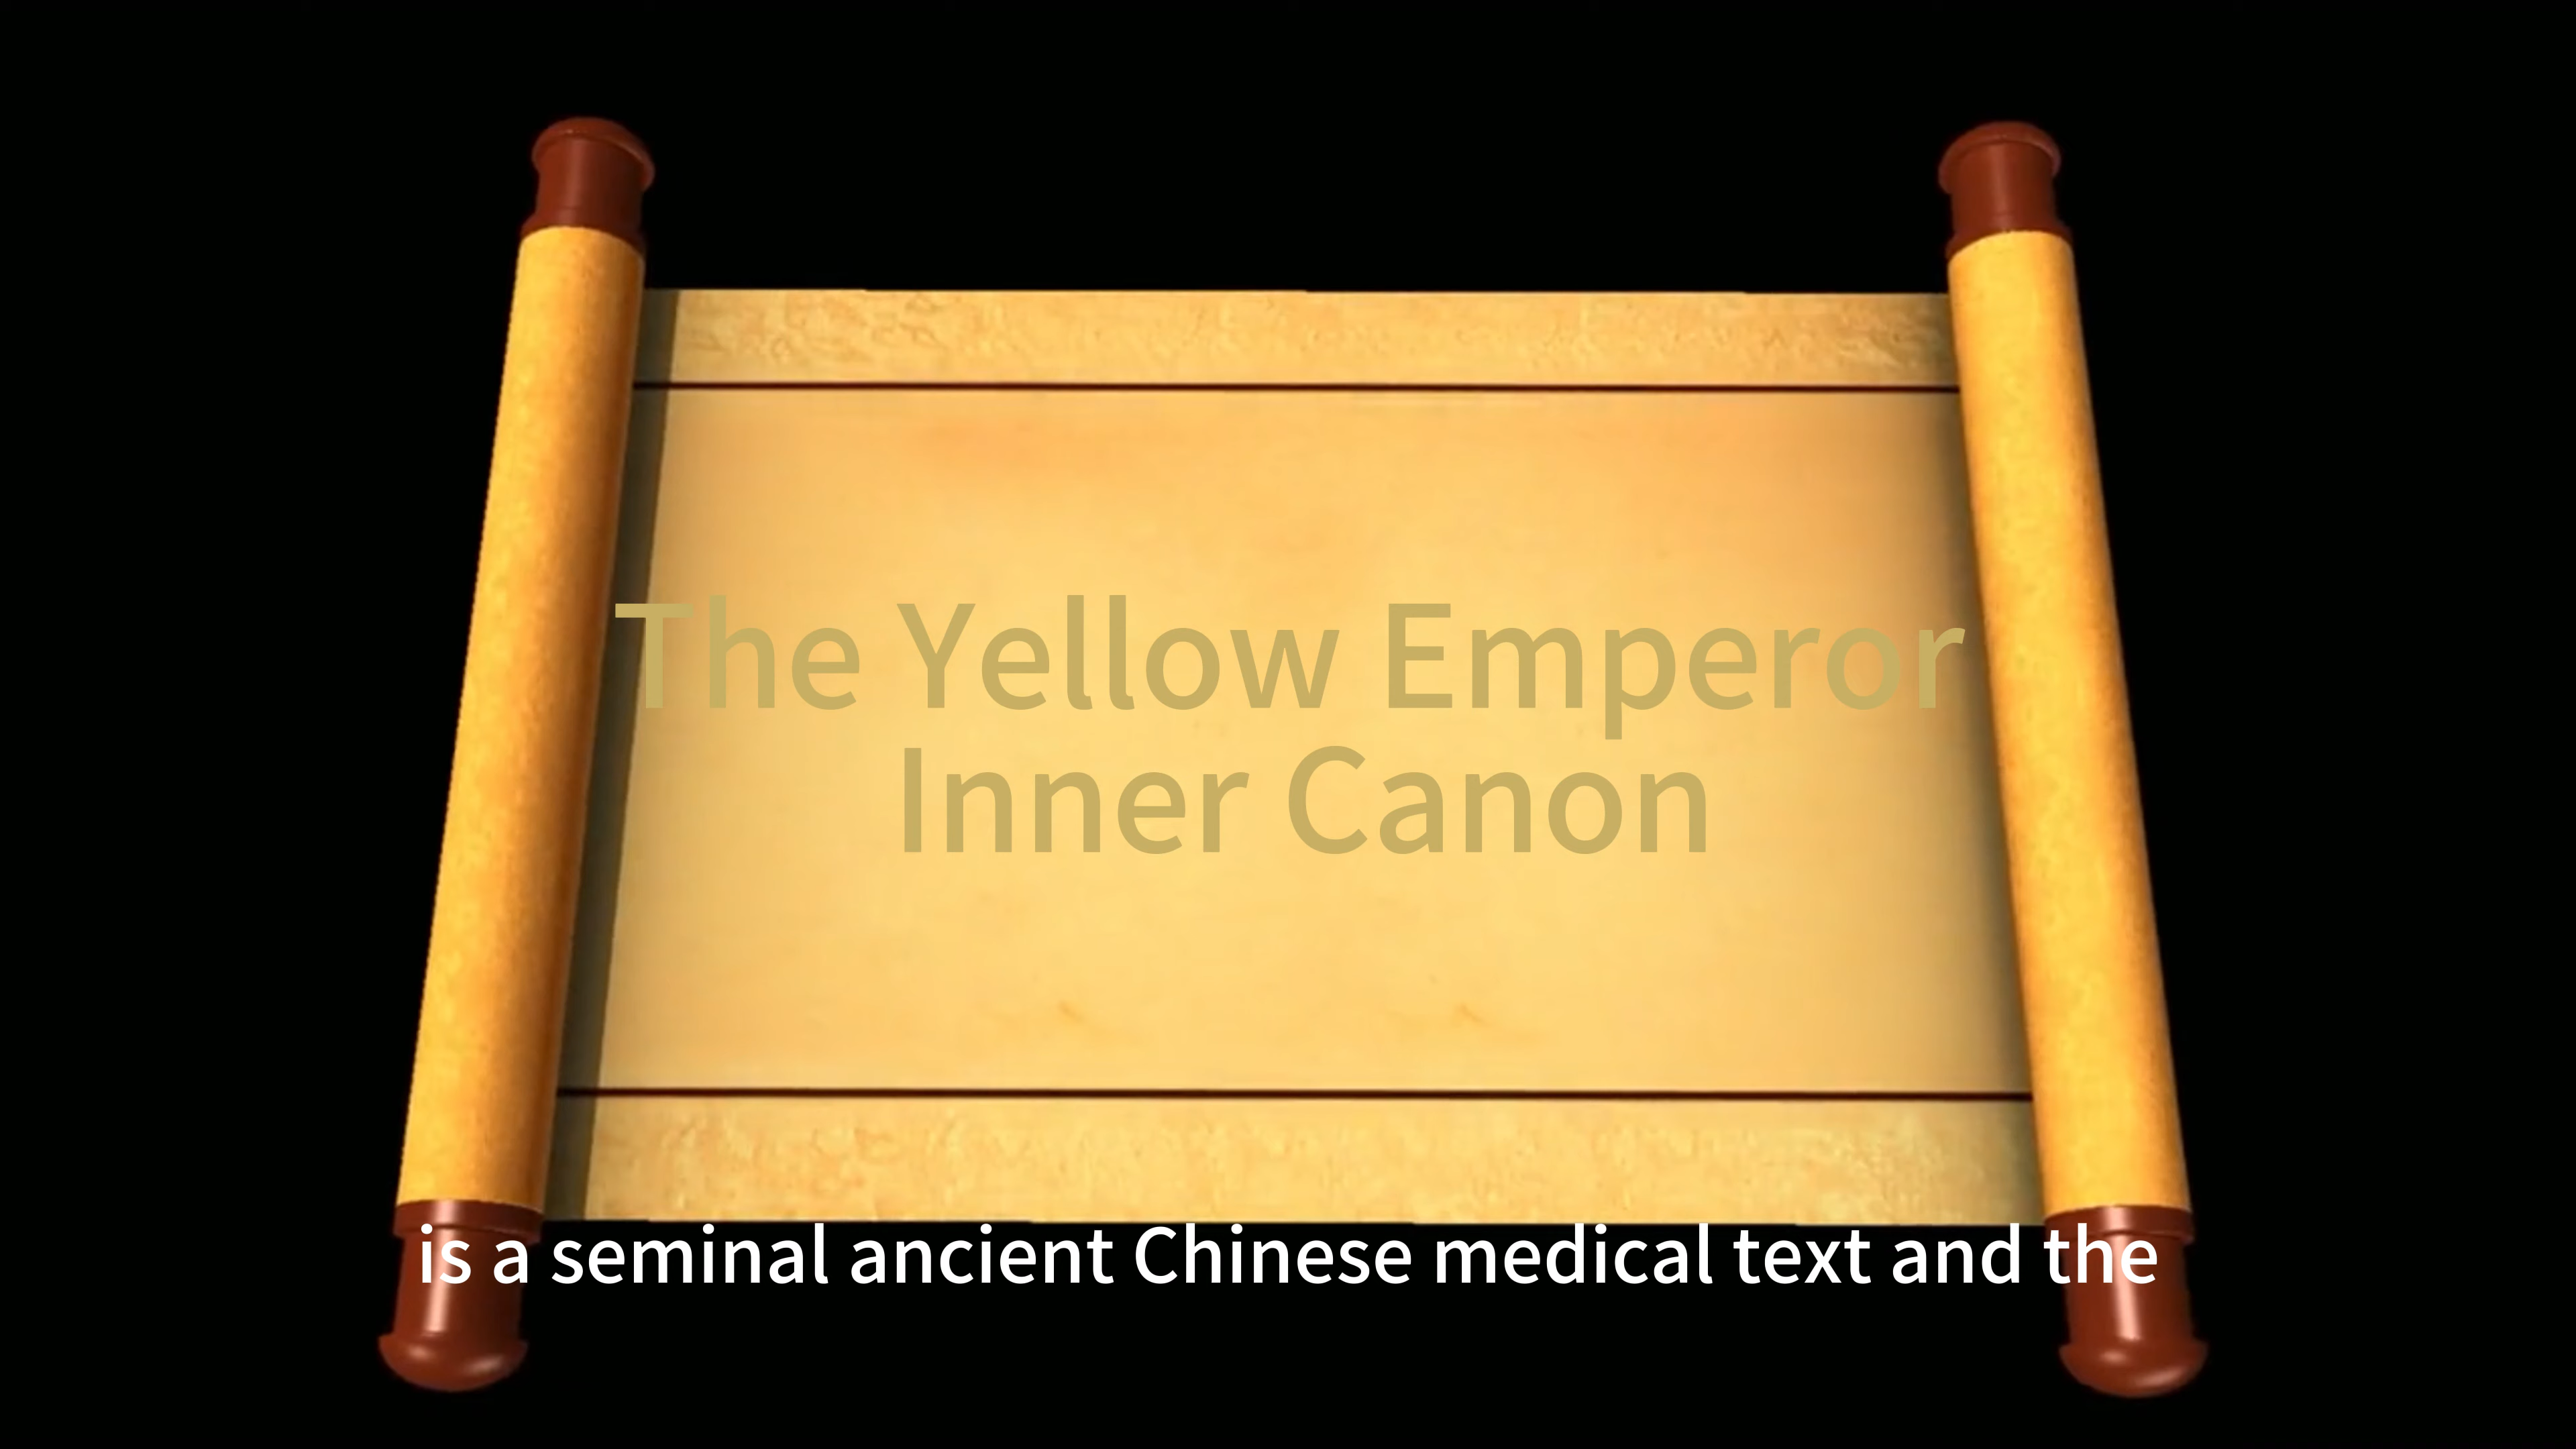 The Yellow Emperor
Inner Canon
is a seminal ancient Chinese medical text and the